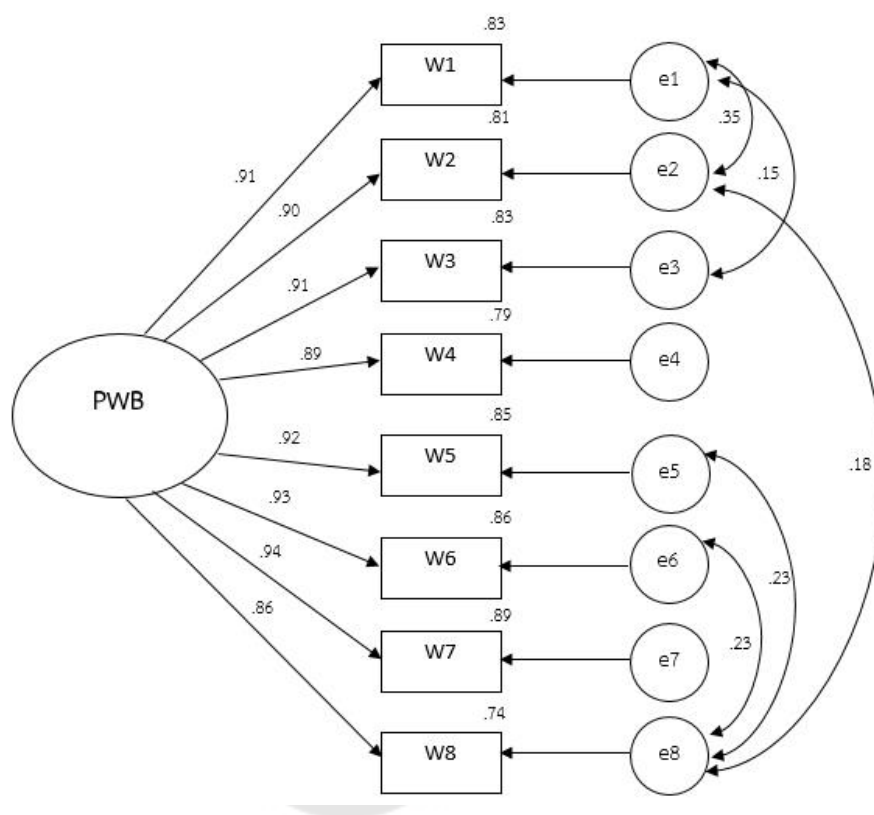 .83
W1
e1
.81
.35
.91
W2
e2
.15
.90
.83
W3
e3
.91
.79
.89
W4
e4
PWB
.85
.92
W5
e5
.18
.93
.86
W6
e6
.23
.94
.89
.23
.86
W7
e7
.74
W8
e8